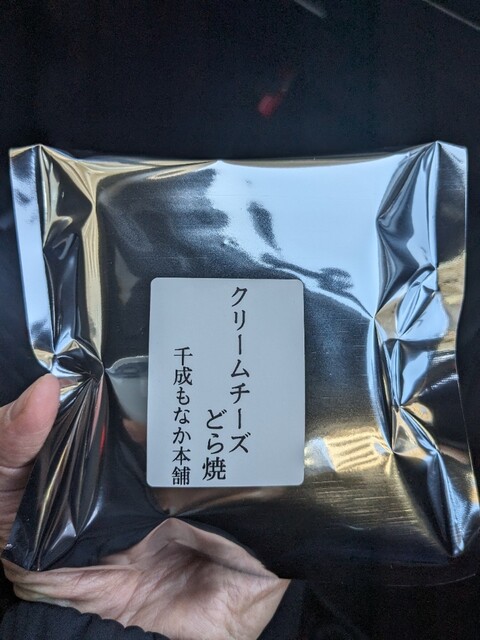 クリームチーズ
どら焼
千成もなか本舗